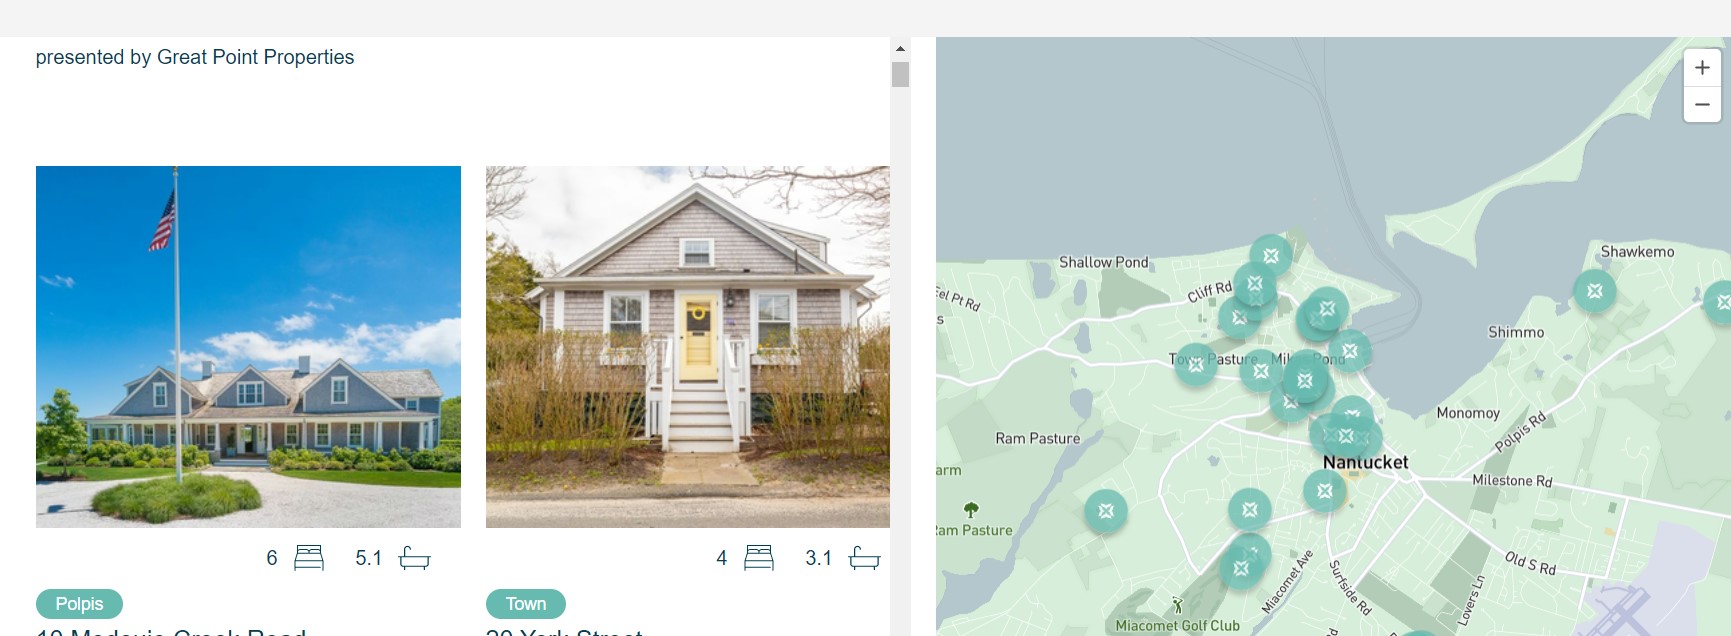 presented by Great Point Properties
6
5.1
4
3.1
Polpis
Town
York Street
+
−
Shallow Pond
Cliff Rd
Eel Pt Rd
s
Shawkemo
Shimmo
Town Pasture
Mill Pond
Monomoy
Polpis Rd
Ram Pasture
Nantucket
Milestone Rd
arm
Ram Pasture
Old S Rd
Miacomet Ave
Surfside Rd
Lovers Ln
Miacomet Golf Club